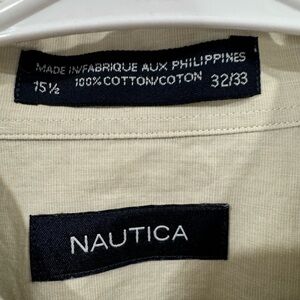 MADE IN/FABRIQUE AUX PHILIPPINES
15½ 100% COTTON/COTON 32/33
NAUTICA